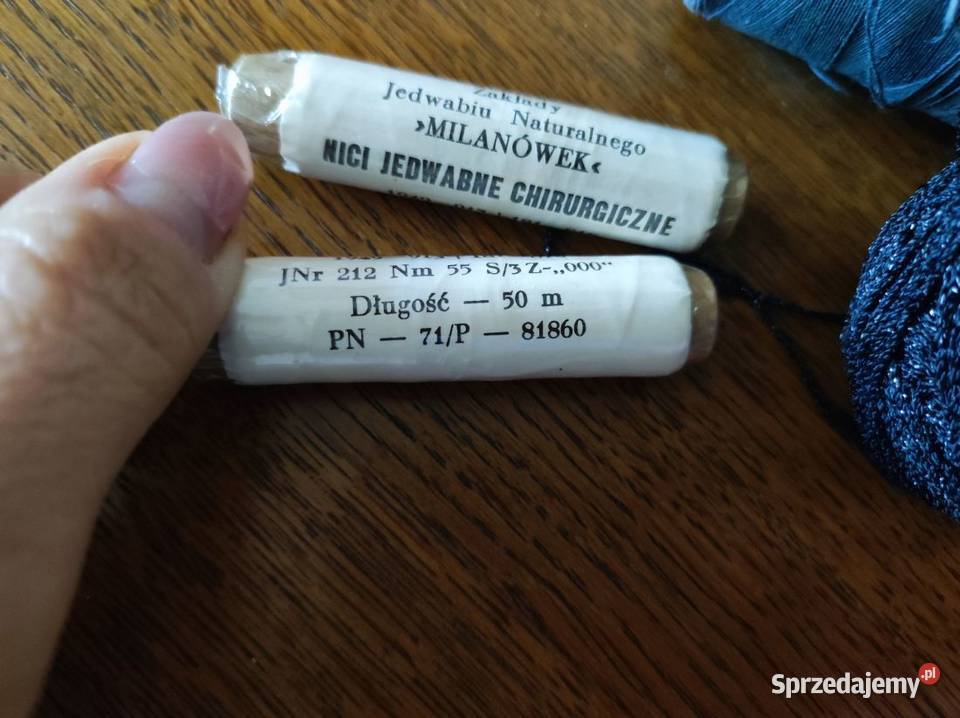 Zakłady
Jedwabiu Naturalnego
›MILANÓWEK‹
NICI JEDWABNE CHIRURGICZNE
JNr 212 Nm 55 S/3 Z-„000“
Długość — 50 m
PN — 71/P — 81860
Sprzedajemy.pl